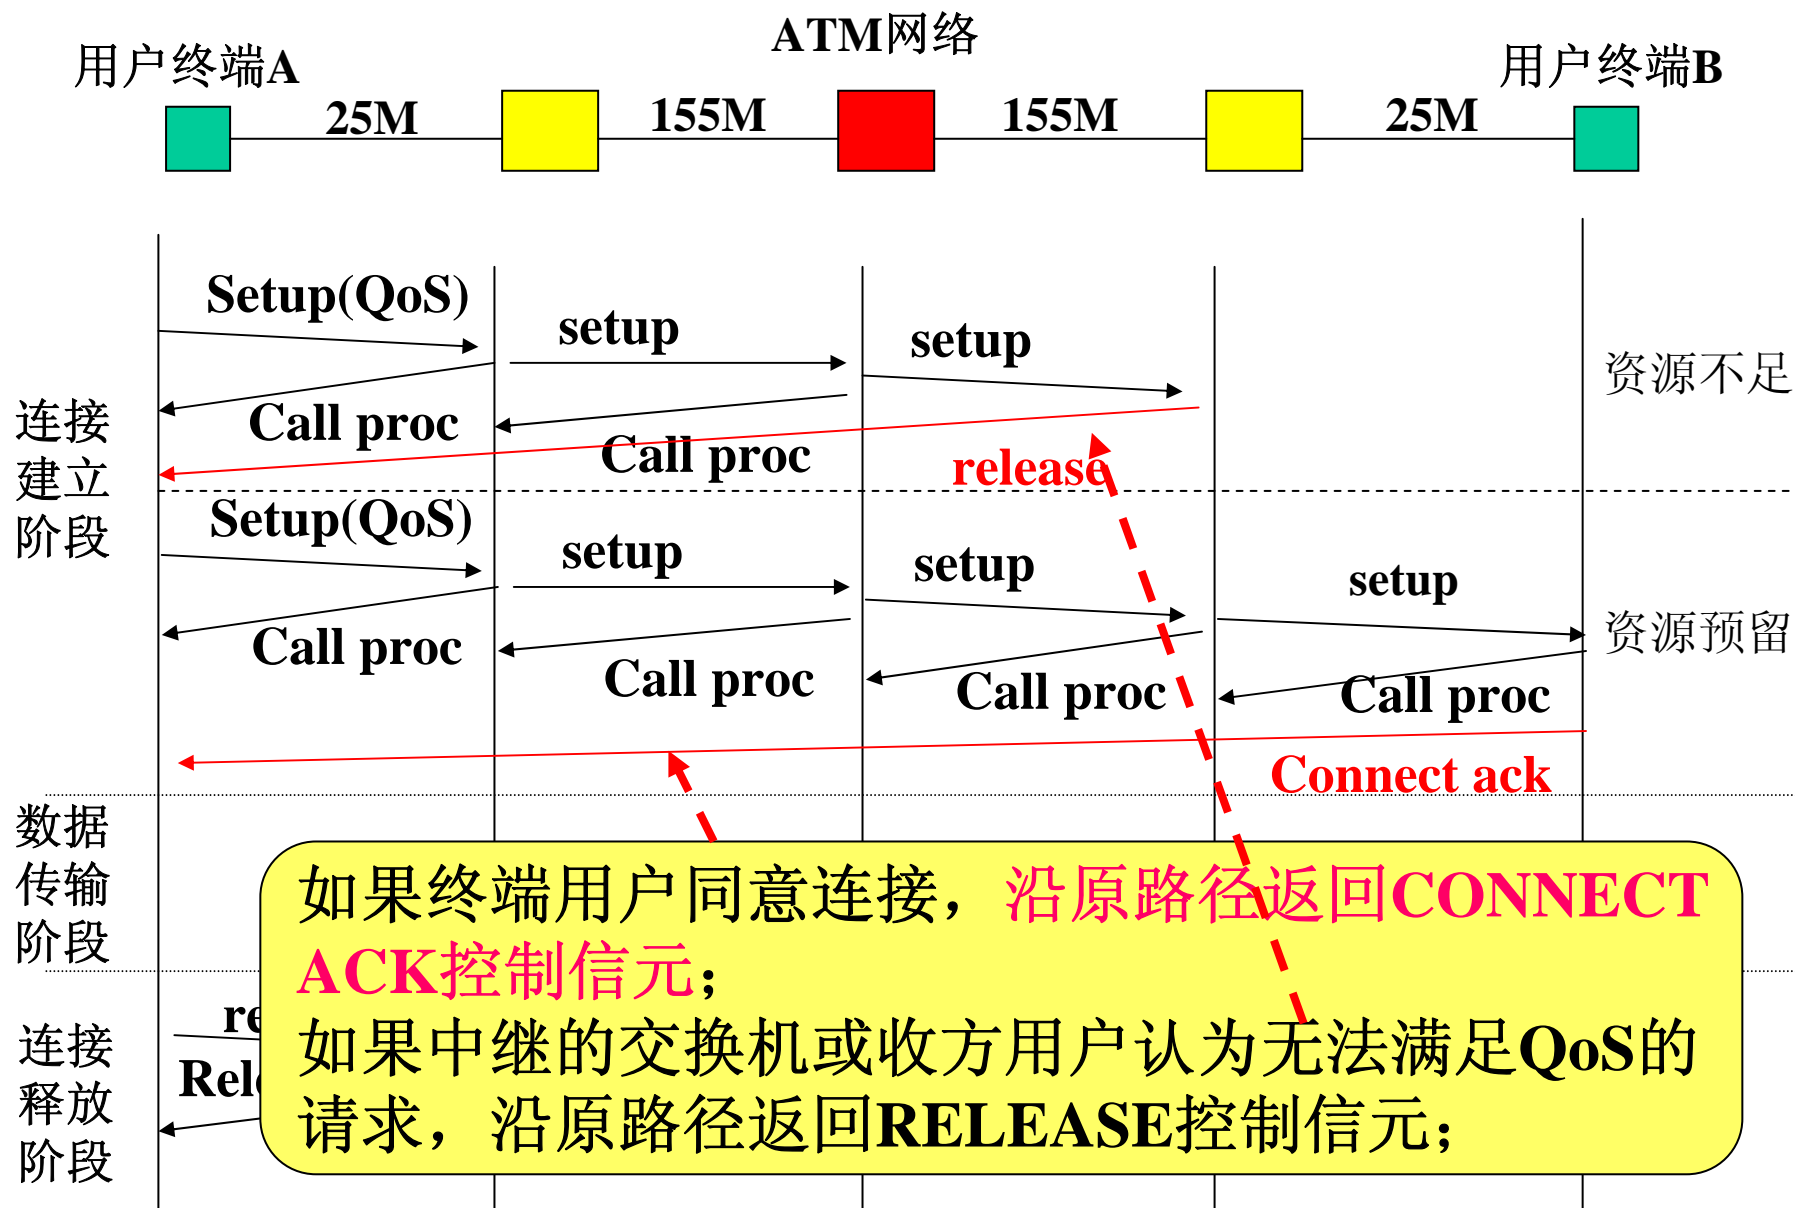 ATM网络
用户终端A
用户终端B
25M
155M
155M
25M
Setup(QoS)
setup
setup
资源不足
Call proc
Call proc
release
连接
建立
阶段
Setup(QoS)
setup
setup
setup
资源预留
Call proc
Call proc
Call proc
Call proc
Connect ack
数据
传输
阶段
如果终端用户同意连接，沿原路径返回CONNECT
ACK控制信元；
如果中继的交换机或收方用户认为无法满足QoS的
请求，沿原路径返回RELEASE控制信元；
连接
释放
阶段